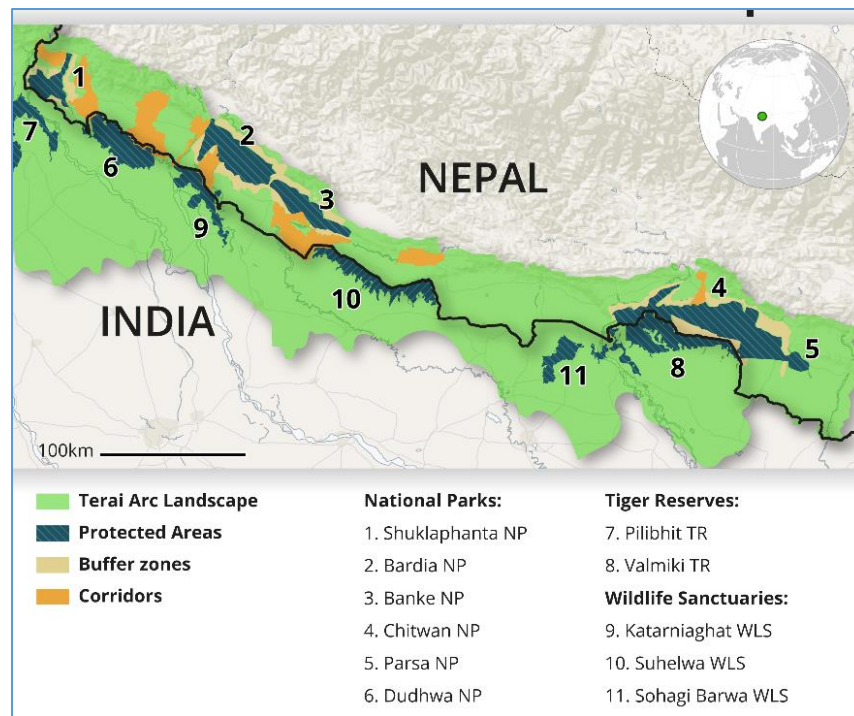 1
2
7
6
3
NEPAL
9
4
10
INDIA
5
8
11
100km
Terai Arc Landscape
Protected Areas
Buffer zones
Corridors
National Parks:
1. Shuklaphanta NP
2. Bardia NP
3. Banke NP
4. Chitwan NP
5. Parsa NP
6. Dudhwa NP
Tiger Reserves:
7. Pilibhit TR
8. Valmiki TR
Wildlife Sanctuaries:
9. Katarniaghat WLS
10. Suhelwa WLS
11. Sohagi Barwa WLS